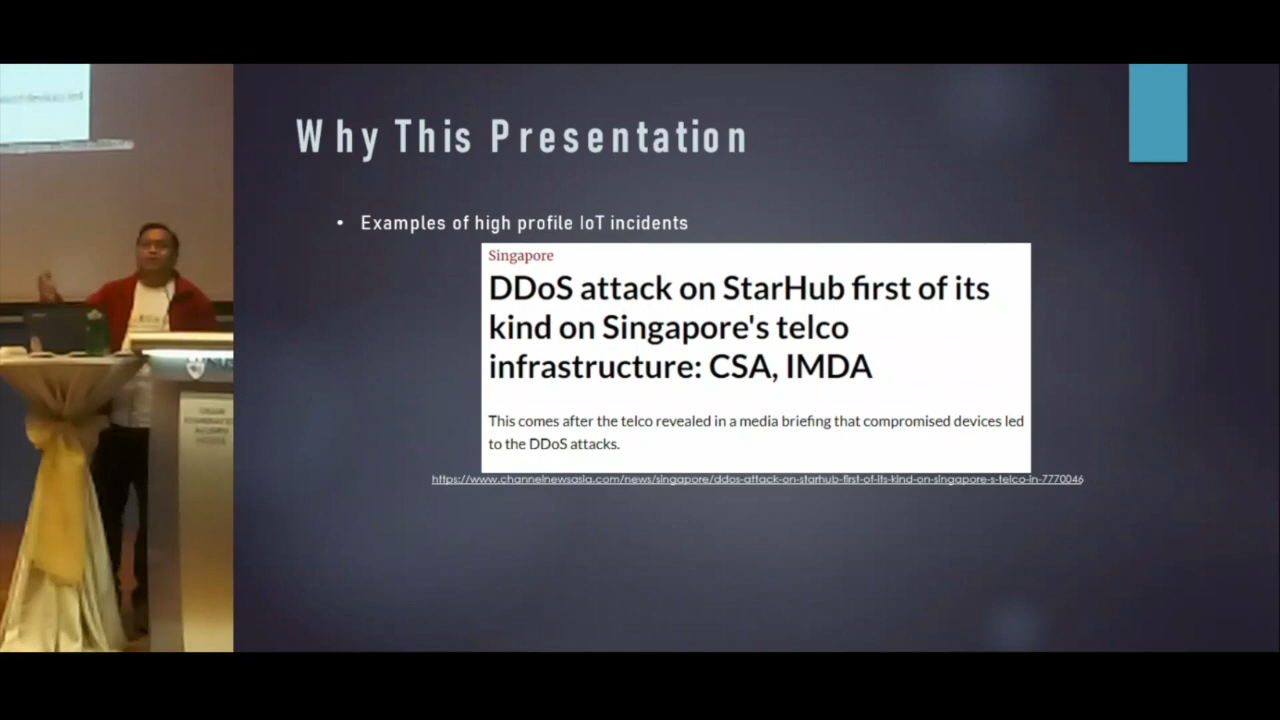 Why This Presentation
• Examples of high profile IoT incidents
Singapore
DDoS attack on StarHub first of its
kind on Singapore's telco
infrastructure: CSA, IMDA
This comes after the telco revealed in a media briefing that compromised devices led
to the DDoS attacks.
https://www.channelnewsasia.com/news/singapore/ddos-attack-on-starhub-first-of-its-kind-on-singapore-s-telco-in-7770046
NUS